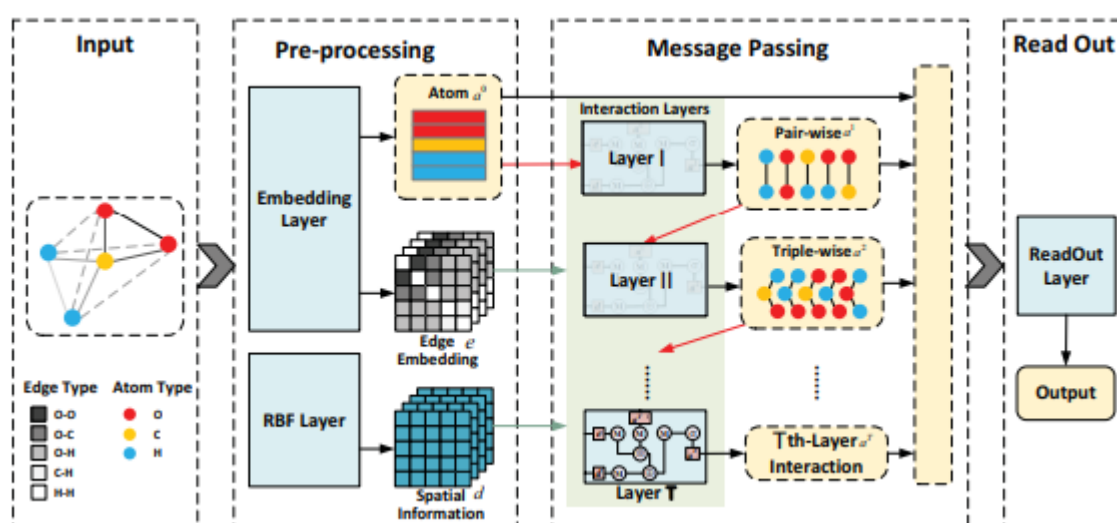 Input
Pre-processing
Message Passing
Read Out
Atom a⁰
Embedding
Layer
Edge e
Embedding
RBF Layer
Spatial d
Information
Interaction Layers
Layer |
Pair-wise a¹
Layer ||
Triple-wise a²
Layer T
T th-Layer aᵀ
Interaction
ReadOut
Layer
Output
Edge Type
O-O
O-C
O-H
C-H
H-H
Atom Type
O
C
H